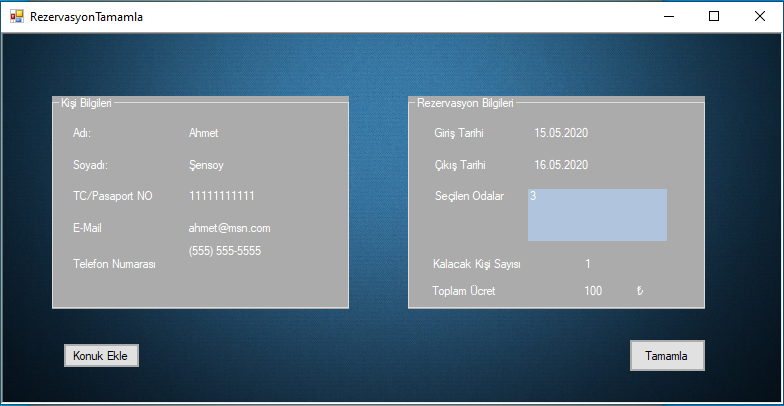 RezervasyonTamamla
Kişi Bilgileri
Adı: Ahmet
Soyadı: Şensoy
TC/Pasaport NO 11111111111
E-Mail ahmet@msn.com
(555) 555-5555
Telefon Numarası
Rezervasyon Bilgileri
Giriş Tarihi 15.05.2020
Çıkış Tarihi 16.05.2020
Seçilen Odalar 3
Kalacak Kişi Sayısı 1
Toplam Ücret 100 ₺
Konuk Ekle
Tamamla